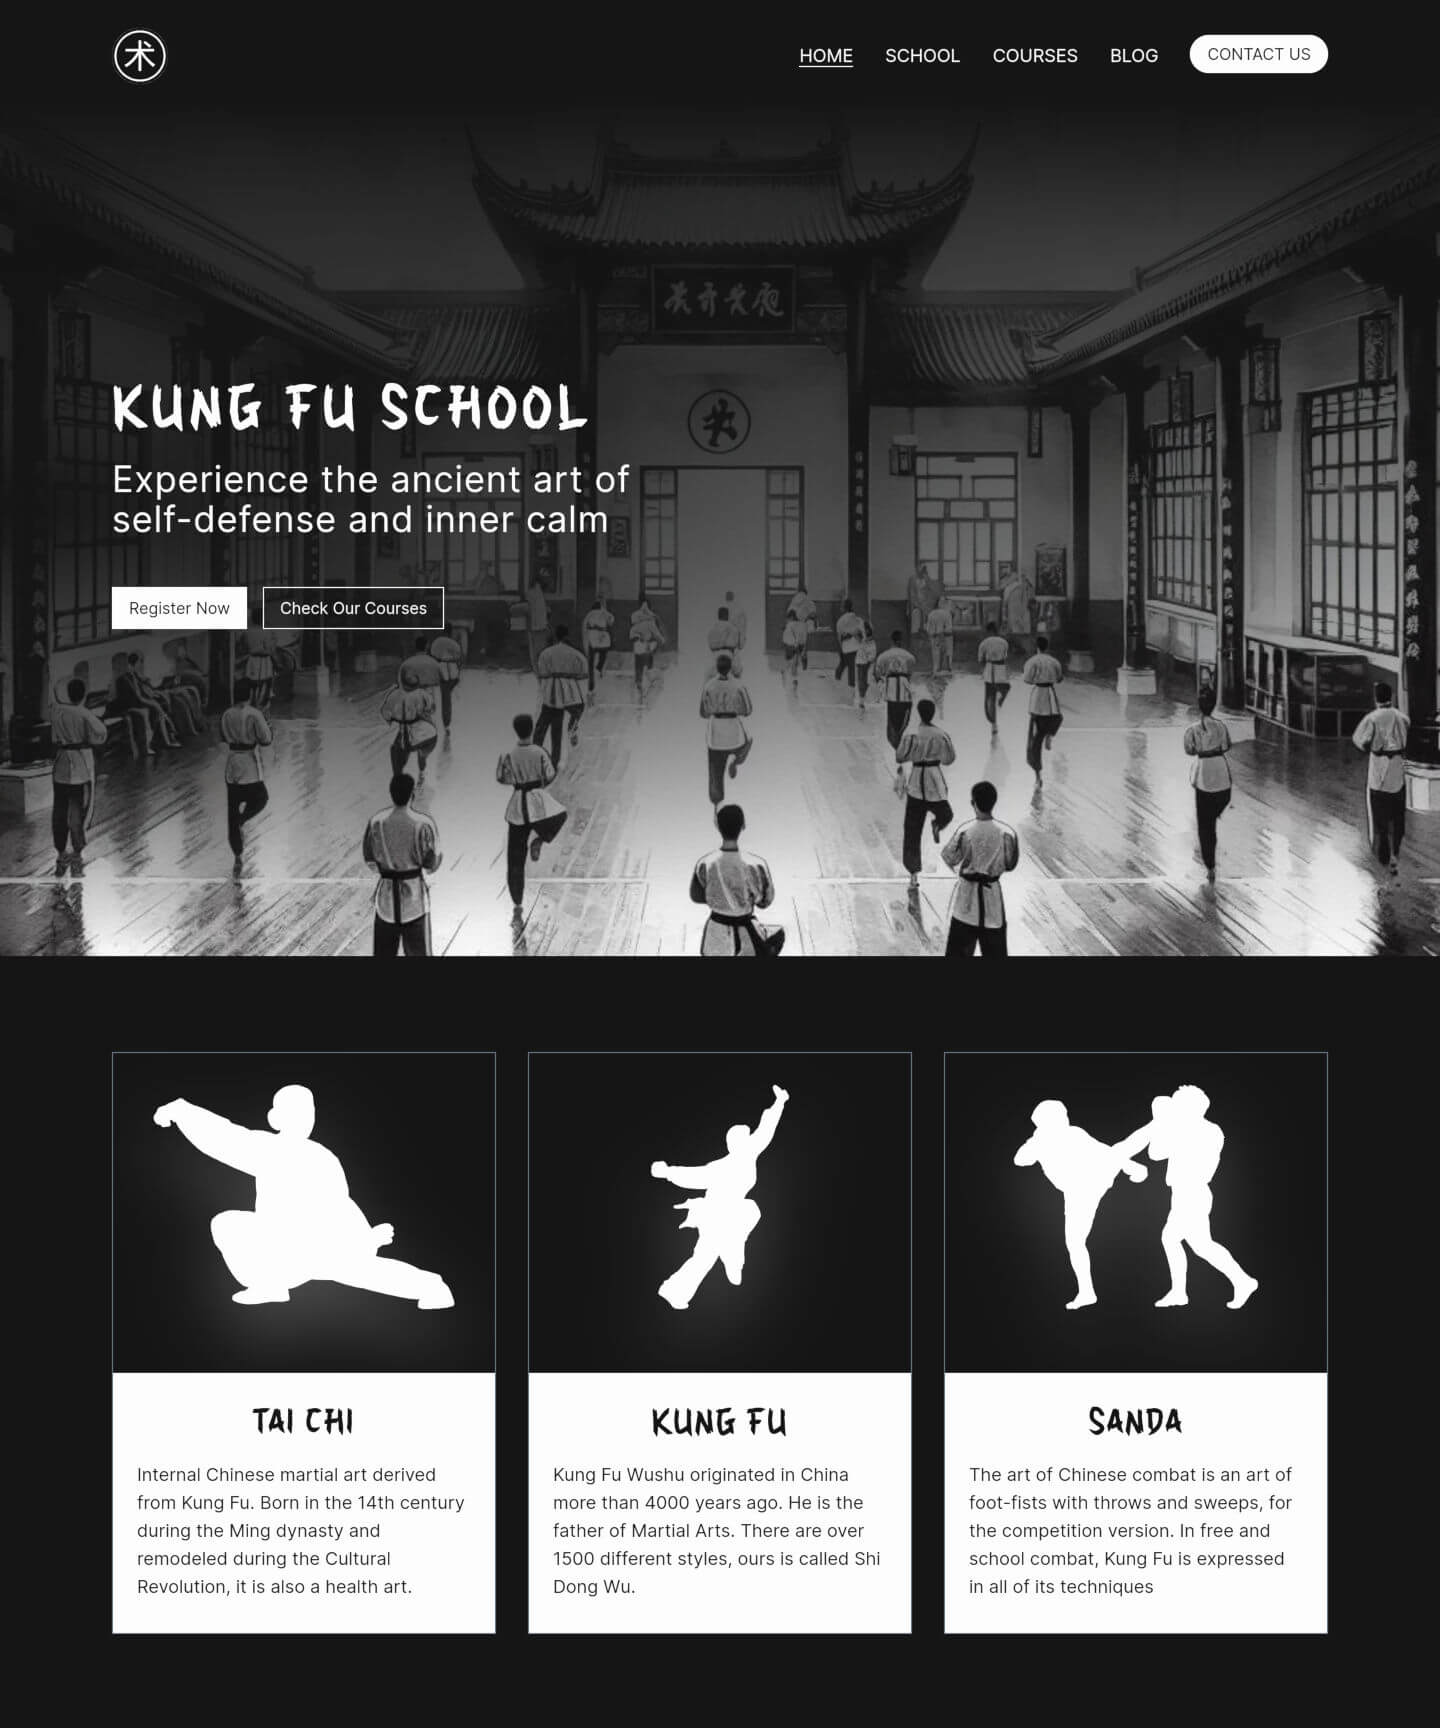 术
HOME SCHOOL COURSES BLOG CONTACT US
KUNG FU SCHOOL
Experience the ancient art of
self-defense and inner calm
Register Now Check Our Courses
TAI CHI
Internal Chinese martial art derived
from Kung Fu. Born in the 14th century
during the Ming dynasty and
remodeled during the Cultural
Revolution, it is also a health art.
KUNG FU
Kung Fu Wushu originated in China
more than 4000 years ago. He is the
father of Martial Arts. There are over
1500 different styles, ours is called Shi
Dong Wu.
SANDA
The art of Chinese combat is an art of
foot-fists with throws and sweeps, for
the competition version. In free and
school combat, Kung Fu is expressed
in all of its techniques